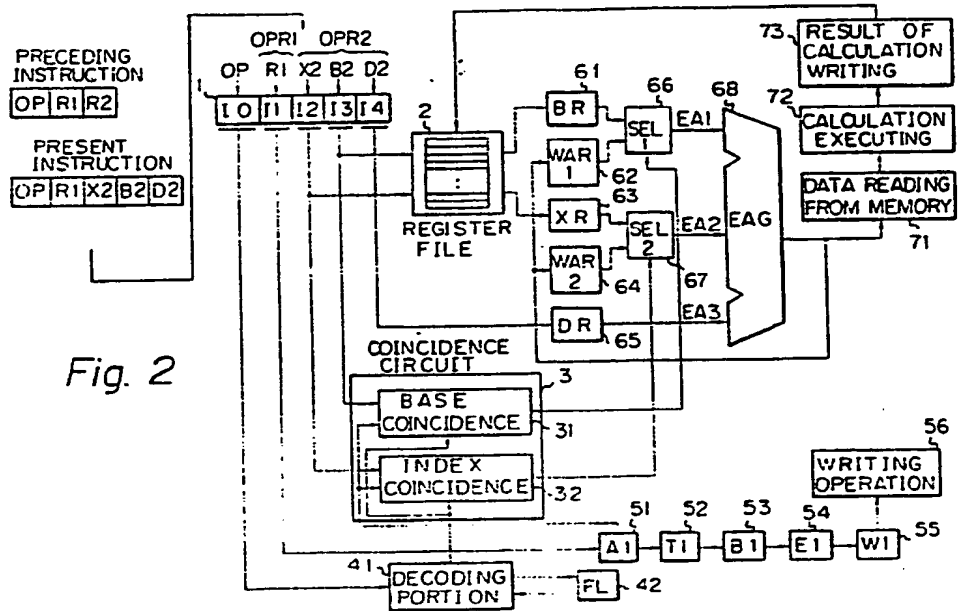 PRECEDING
INSTRUCTION
OP R1 R2
PRESENT
INSTRUCTION
OP R1 X2 B2 D2
OPR1 OPR2
OP R1 X2 B2 D2
1
I0 I1 I2 I3 I4
2
REGISTER
FILE
61
BR
WAR
1
62
63
XR
WAR
2
64
DR
65
66
SEL
1
SEL
2
67
EA1
EA2
EA3
68
EAG
73
RESULT OF
CALCULATION
WRITING
72
CALCULATION
EXECUTING
DATA READING
FROM MEMORY
71
Fig. 2
COINCIDENCE
CIRCUIT
3
BASE
COINCIDENCE
31
INDEX
COINCIDENCE
32
56
WRITING
OPERATION
51 52 53 54
A1 T1 B1 E1 W1
55
41
DECODING
PORTION
FL
42